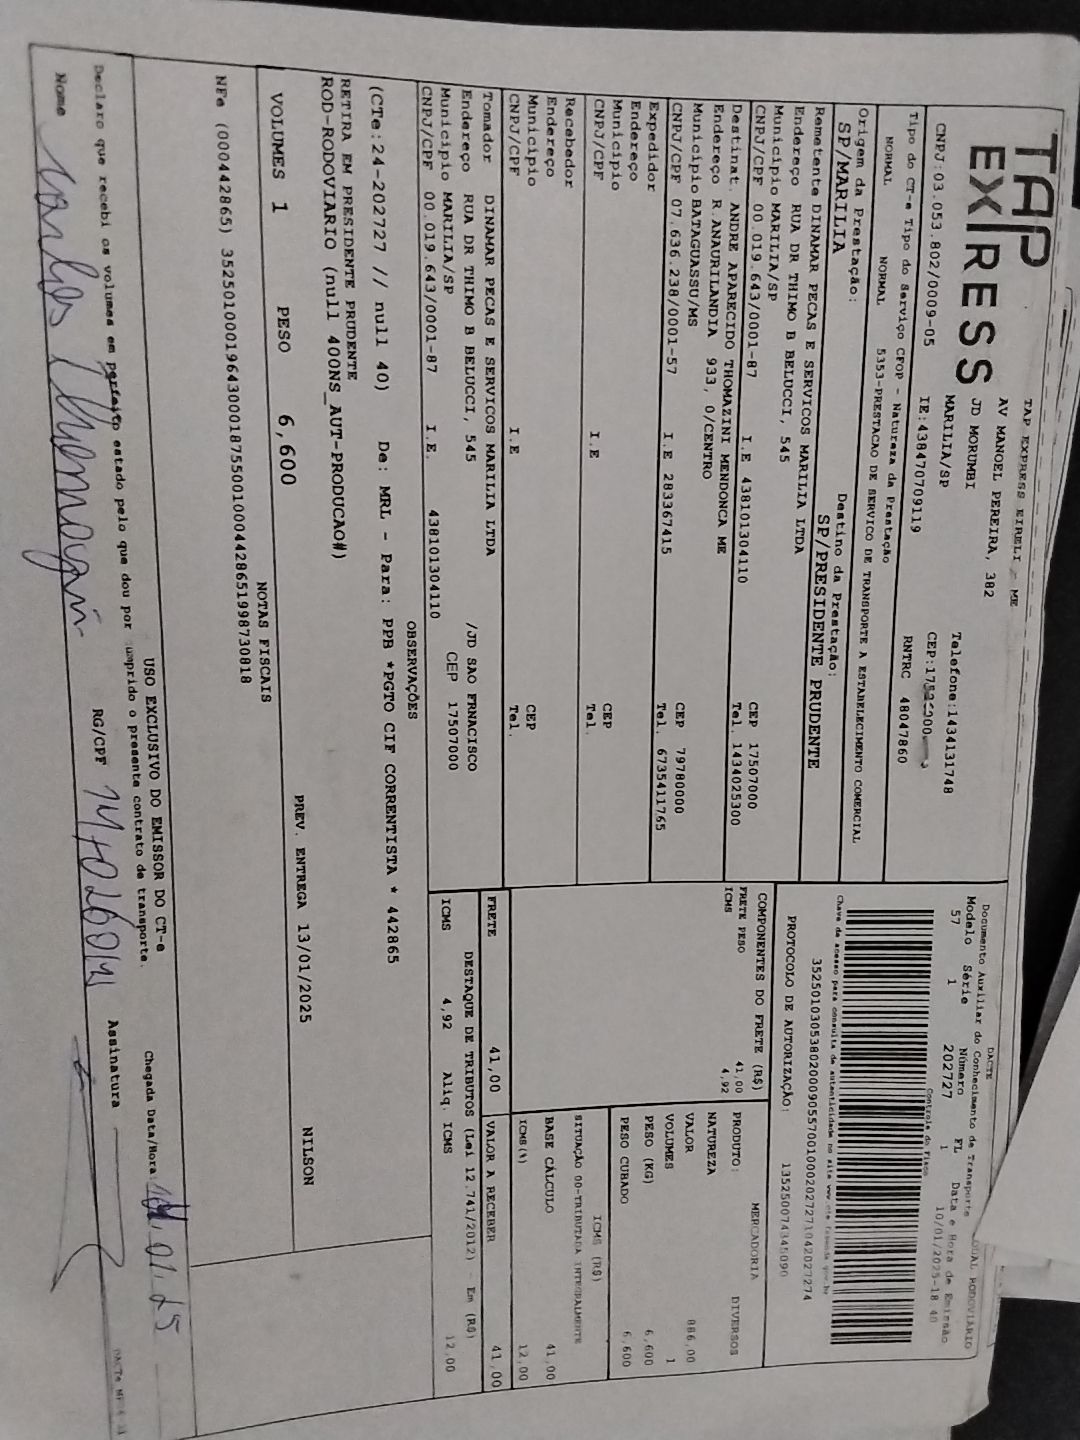 TAP
EXPRESS
TAP EXPRESS EIRELI - ME
AV MANOEL PEREIRA, 382
JD MORUMBI
MARILIA/SP
Telefone:1434131748
CNPJ:03.053.802/0009-05
IE:438470709119
RNTRC 48047860
Tipo do CT-e Tipo do Serviço CFOP - Natureza da Prestação
NORMAL NORMAL 5353-PRESTACAO DE SERVICO DE TRANSPORTE A ESTABELECIMENTO COMERCIAL
Origem da Prestação: Destino da Prestação:
SP/MARILIA SP/PRESIDENTE PRUDENTE
Remetente DINAMAR PECAS E SERVICOS MARILIA LTDA
Endereço RUA DR THIMO B BELUCCI, 545
Município MARILIA/SP CEP 17507000
CNPJ/CPF 00.019.643/0001-87 I.E 438101304110 Tel. 1434025300
Destinat. ANDRE APARECIDO THOMAZINI MENDONCA ME
Endereço R.ANAURILANDIA 933, 0/CENTRO
Município BATAGUASSU/MS CEP 79780000
CNPJ/CPF 07.636.238/0001-57 I.E 283367415 Tel. 6735411765
Expedidor
Endereço
Município CEP
CNPJ/CPF I.E Tel.
Recebedor
Endereço
Município CEP
CNPJ/CPF I.E Tel.
Tomador DINAMAR PECAS E SERVICOS MARILIA LTDA
Endereço RUA DR THIMO B BELUCCI, 545 /JD SAO FRNACISCO
Município MARILIA/SP CEP 17507000
CNPJ/CPF 00.019.643/0001-87 I.E. 438101304110
DACTE
Documento Auxiliar do Conhecimento de Transporte
Modelo Série Número FL Data e Hora de Emissão
57 1 202727 1 10/01/2025-18
Controle do Fisco
Chave de acesso para consulta de autenticidade no site
PROTOCOLO DE AUTORIZAÇÃO:
COMPONENTES DO FRETE (R$)
FRETE PESO 41,00
ICMS 4,92
PRODUTO: MERCADORIA
NATUREZA DIVERSOS
VALOR 886,00
VOLUMES 1
PESO (KG) 6,600
PESO CUBADO 6,600
ICMS (R$)
SITUAÇÃO 00-TRIBUTADA INTEGRALMENTE
BASE CÁLCULO 41,00
ICMS(%) 12,00
FRETE 41,00 VALOR A RECEBER 41,00
DESTAQUE DE TRIBUTOS (Lei 12.741/2012) - Em (R$)
ICMS 4,92 Aliq. ICMS 12,00
OBSERVAÇÕES
(CTe:24-202727 // null 40) De: MRL - Para: PPB *PGTO CIF CORRENTISTA * 442865
RETIRA EM PRESIDENTE PRUDENTE
ROD-RODOVIARIO (null 400NS_AUT-PRODUCAO#)
VOLUMES 1 PESO 6,600 PREV. ENTREGA 13/01/2025 NILSON
NOTAS FISCAIS
NFe (000442865) 35250100019643000187550010004428651998730818
USO EXCLUSIVO DO EMISSOR DO CT-e
Declaro que recebi os volumes em perfeito estado pelo que dou por cumprido o presente contrato de transporte.
Chegada Data/Hora: 01.25
Nome Carlos RG/CPF Assinatura